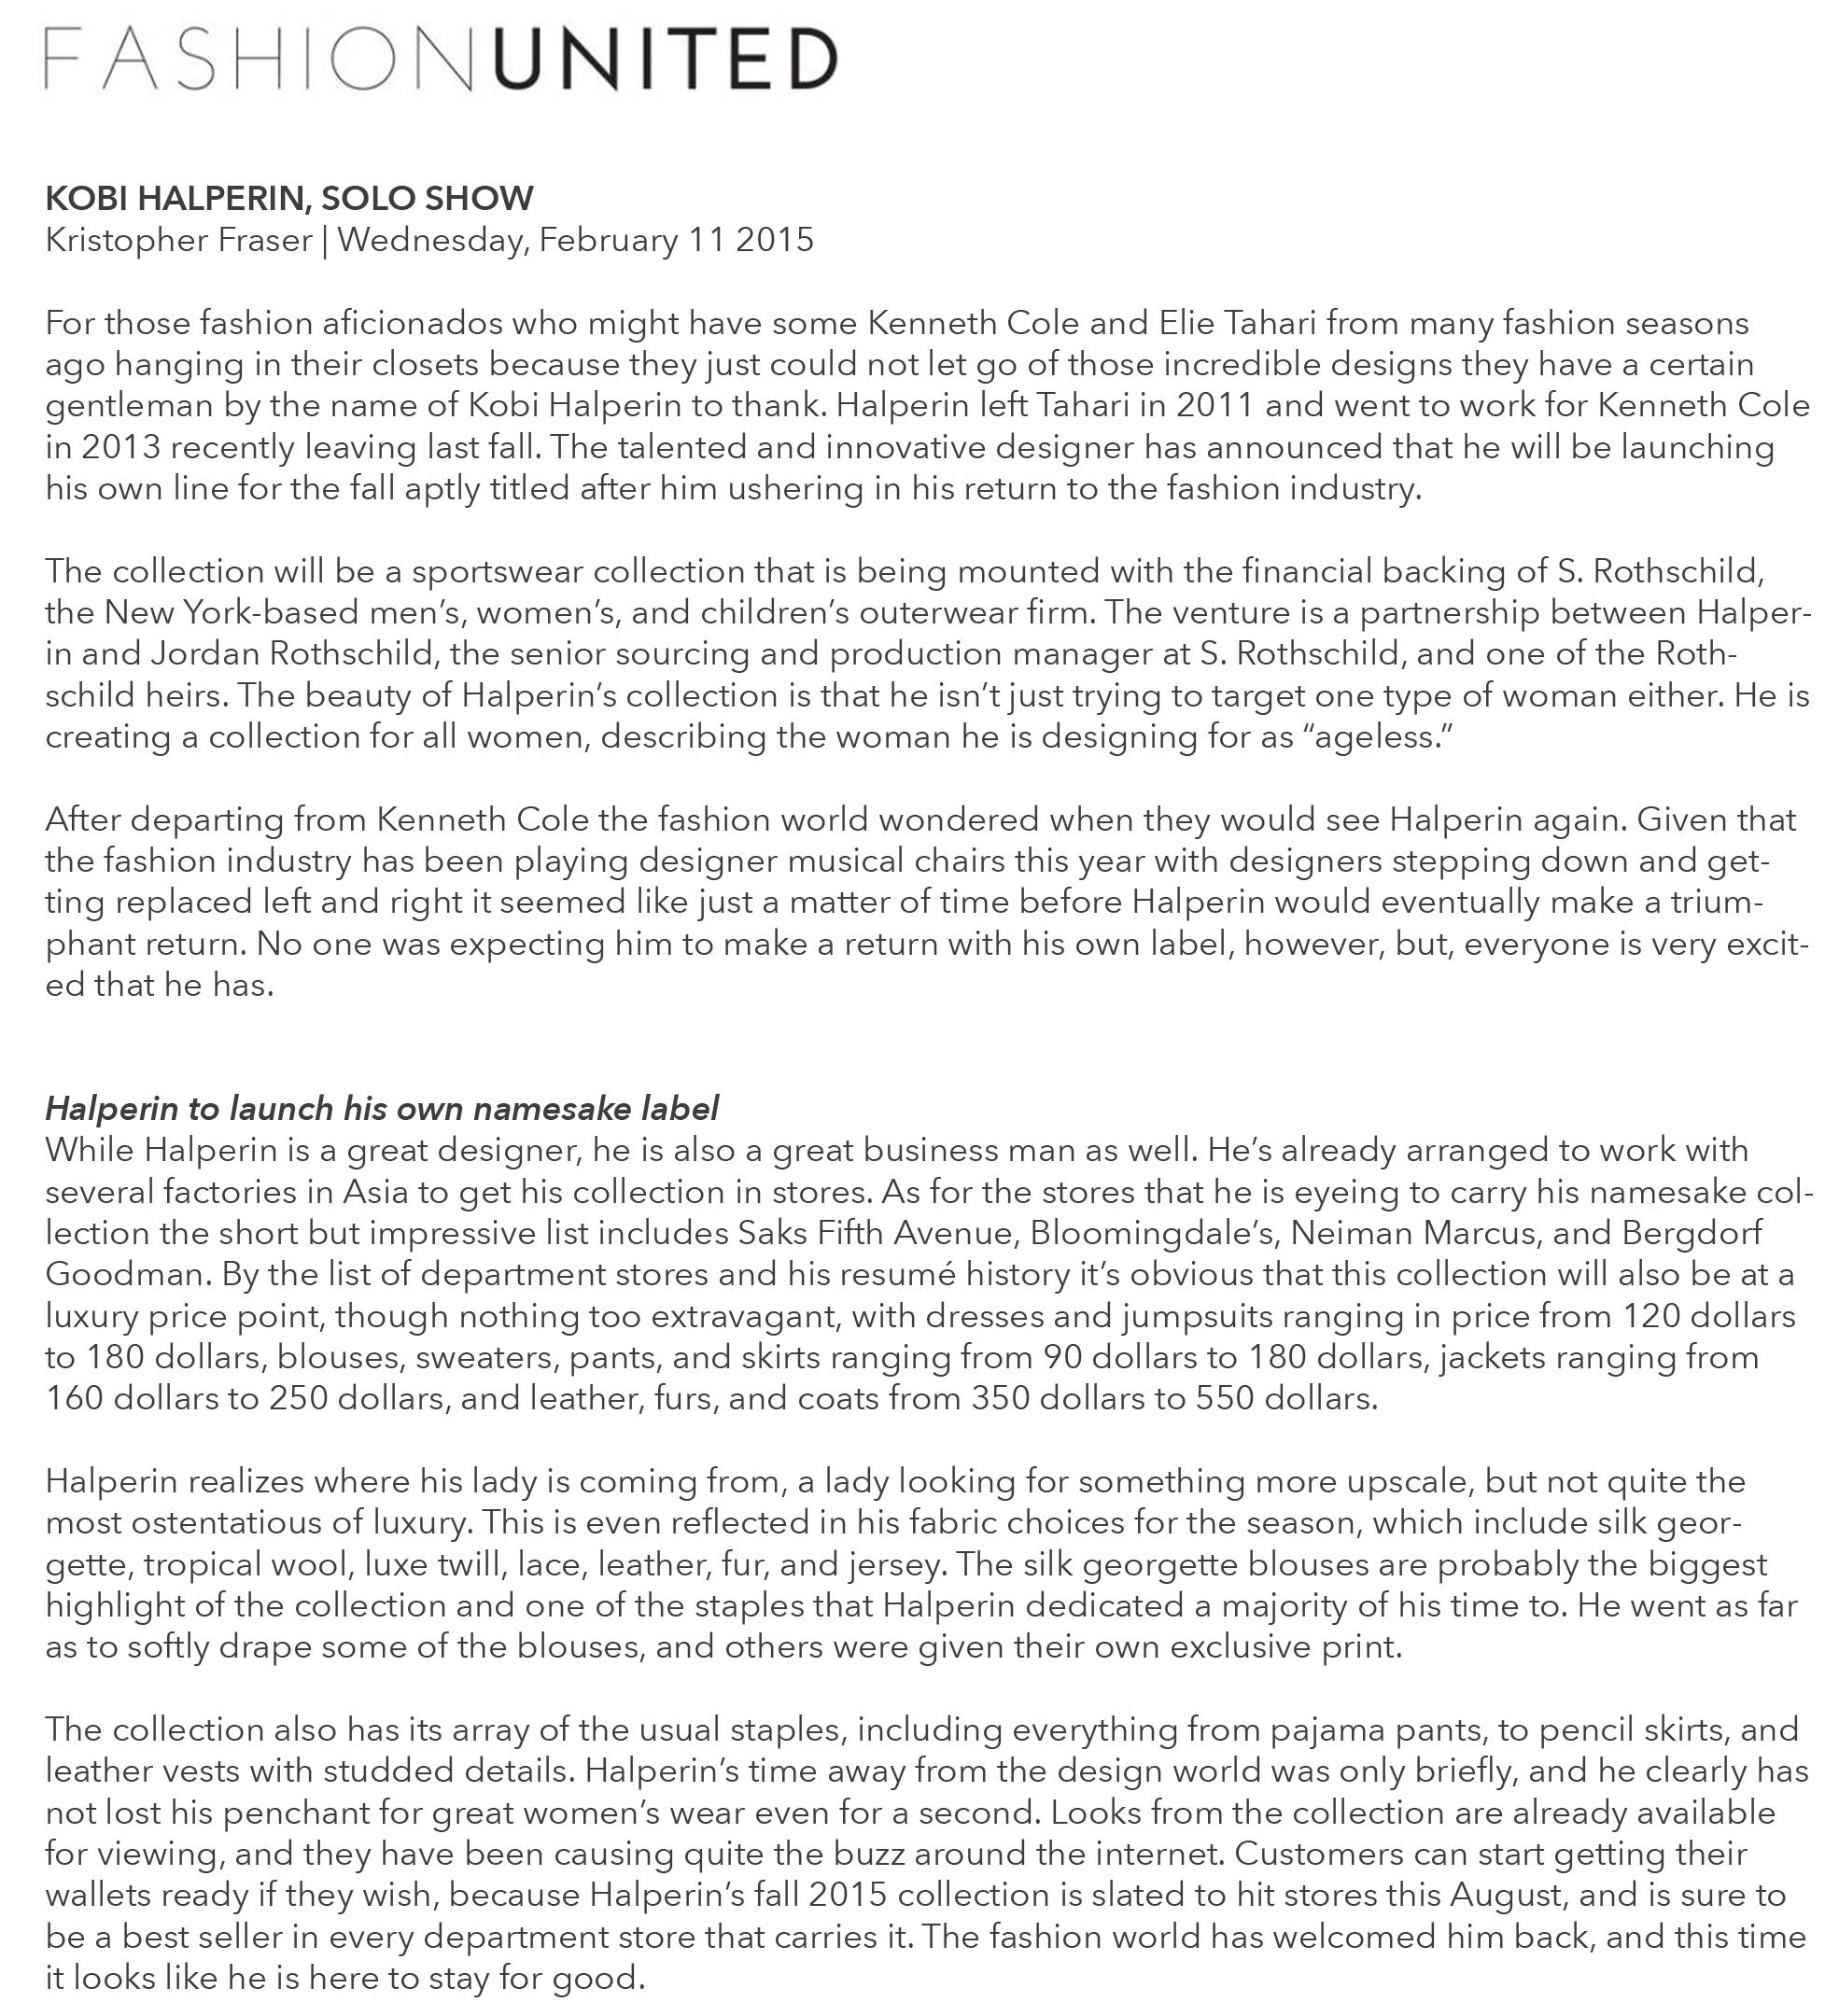 FASHIONUNITED
KOBI HALPERIN, SOLO SHOW
Kristopher Fraser | Wednesday, February 11 2015
For those fashion aficionados who might have some Kenneth Cole and Elie Tahari from many fashion seasons
ago hanging in their closets because they just could not let go of those incredible designs they have a certain
gentleman by the name of Kobi Halperin to thank. Halperin left Tahari in 2011 and went to work for Kenneth Cole
in 2013 recently leaving last fall. The talented and innovative designer has announced that he will be launching
his own line for the fall aptly titled after him ushering in his return to the fashion industry.
The collection will be a sportswear collection that is being mounted with the financial backing of S. Rothschild,
the New York-based men’s, women’s, and children’s outerwear firm. The venture is a partnership between Halper-
in and Jordan Rothschild, the senior sourcing and production manager at S. Rothschild, and one of the Roth-
schild heirs. The beauty of Halperin’s collection is that he isn’t just trying to target one type of woman either. He is
creating a collection for all women, describing the woman he is designing for as “ageless.”
After departing from Kenneth Cole the fashion world wondered when they would see Halperin again. Given that
the fashion industry has been playing designer musical chairs this year with designers stepping down and get-
ting replaced left and right it seemed like just a matter of time before Halperin would eventually make a trium-
phant return. No one was expecting him to make a return with his own label, however, but, everyone is very excit-
ed that he has.
Halperin to launch his own namesake label
While Halperin is a great designer, he is also a great business man as well. He’s already arranged to work with
several factories in Asia to get his collection in stores. As for the stores that he is eyeing to carry his namesake col-
lection the short but impressive list includes Saks Fifth Avenue, Bloomingdale’s, Neiman Marcus, and Bergdorf
Goodman. By the list of department stores and his resumé history it’s obvious that this collection will also be at a
luxury price point, though nothing too extravagant, with dresses and jumpsuits ranging in price from 120 dollars
to 180 dollars, blouses, sweaters, pants, and skirts ranging from 90 dollars to 180 dollars, jackets ranging from
160 dollars to 250 dollars, and leather, furs, and coats from 350 dollars to 550 dollars.
Halperin realizes where his lady is coming from, a lady looking for something more upscale, but not quite the
most ostentatious of luxury. This is even reflected in his fabric choices for the season, which include silk geor-
gette, tropical wool, luxe twill, lace, leather, fur, and jersey. The silk georgette blouses are probably the biggest
highlight of the collection and one of the staples that Halperin dedicated a majority of his time to. He went as far
as to softly drape some of the blouses, and others were given their own exclusive print.
The collection also has its array of the usual staples, including everything from pajama pants, to pencil skirts, and
leather vests with studded details. Halperin’s time away from the design world was only briefly, and he clearly has
not lost his penchant for great women’s wear even for a second. Looks from the collection are already available
for viewing, and they have been causing quite the buzz around the internet. Customers can start getting their
wallets ready if they wish, because Halperin’s fall 2015 collection is slated to hit stores this August, and is sure to
be a best seller in every department store that carries it. The fashion world has welcomed him back, and this time
it looks like he is here to stay for good.